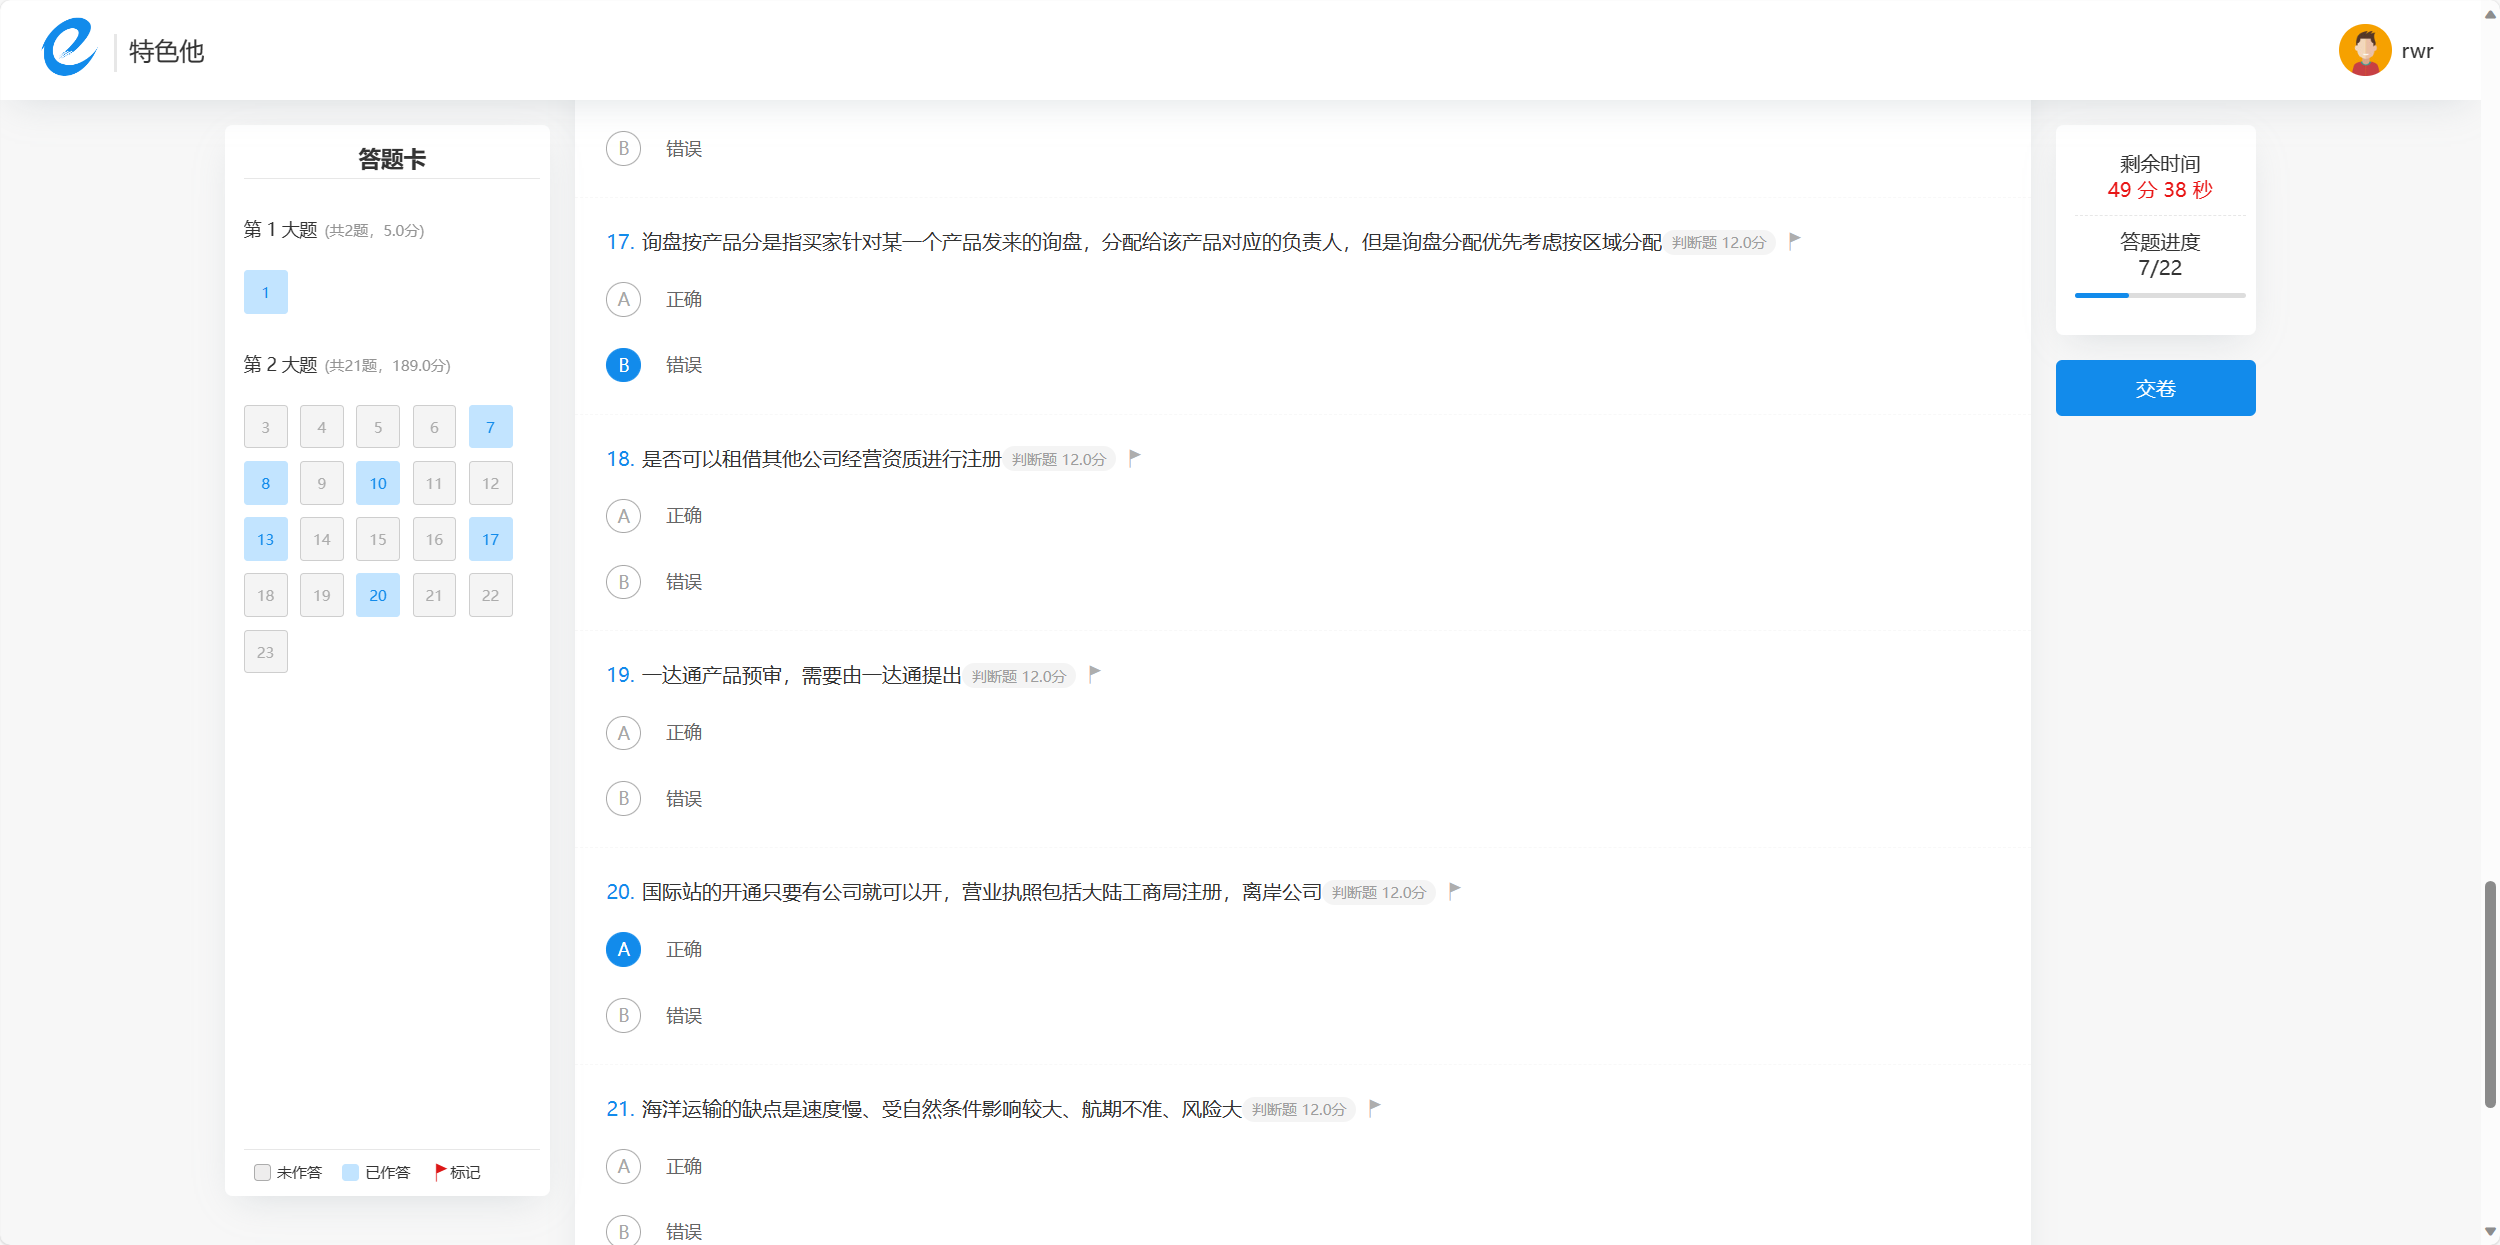 特色他
rwr
答题卡
第 1 大题 (共2题，5.0分)
1
第 2 大题 (共21题，189.0分)
3 4 5 6 7
8 9 10 11 12
13 14 15 16 17
18 19 20 21 22
23
未作答 已作答 标记
B 错误
17. 询盘按产品分是指买家针对某一个产品发来的询盘，分配给该产品对应的负责人，但是询盘分配优先考虑按区域分配 判断题 12.0分
A 正确
B 错误
18. 是否可以租借其他公司经营资质进行注册 判断题 12.0分
A 正确
B 错误
19. 一达通产品预审，需要由一达通提出 判断题 12.0分
A 正确
B 错误
20. 国际站的开通只要有公司就可以开，营业执照包括大陆工商局注册，离岸公司 判断题 12.0分
A 正确
B 错误
21. 海洋运输的缺点是速度慢、受自然条件影响较大、航期不准、风险大 判断题 12.0分
A 正确
B 错误
剩余时间
49 分 38 秒
答题进度
7/22
交卷